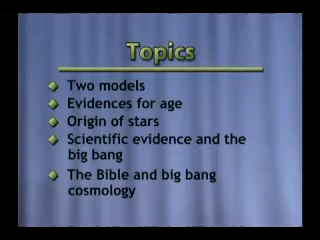 Topics
Two models
Evidences for age
Origin of stars
Scientific evidence and the
big bang
The Bible and big bang
cosmology